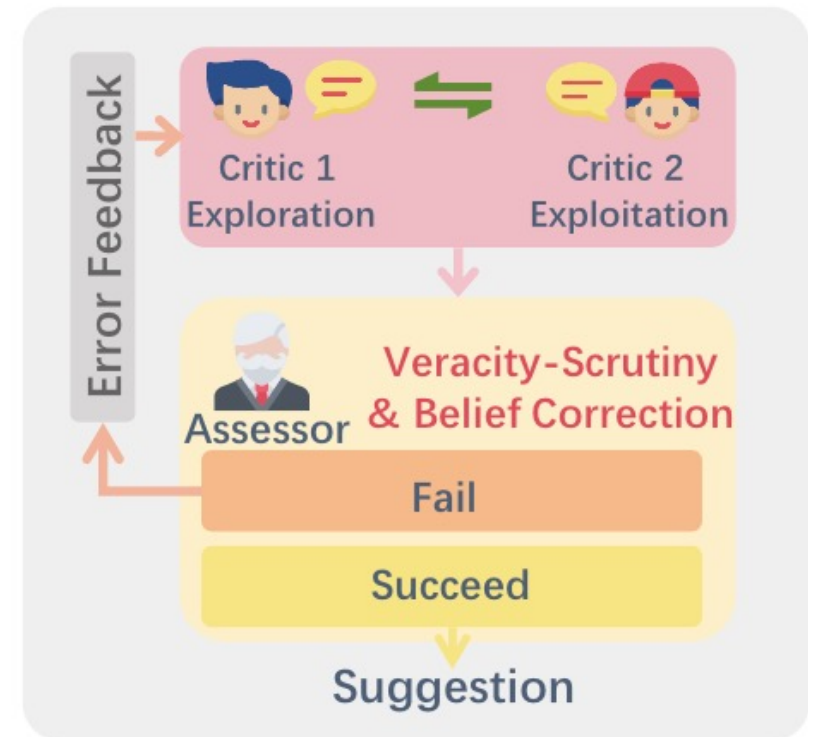 Error Feedback
Critic 1
Exploration
Critic 2
Exploitation
Assessor
Veracity-Scrutiny
& Belief Correction
Fail
Succeed
Suggestion